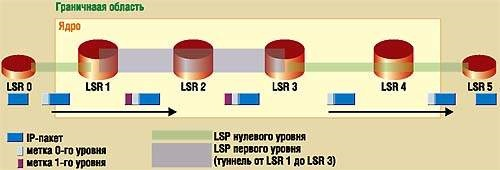 Граничнаая область
Ядро
LSR 0
LSR 1
LSR 2
LSR 3
LSR 4
LSR 5
IP-пакет
метка 0-го уровня
метка 1-го уровня
LSP нулевого уровня
LSP первого уровня
(туннель от LSR 1 до LSR 3)